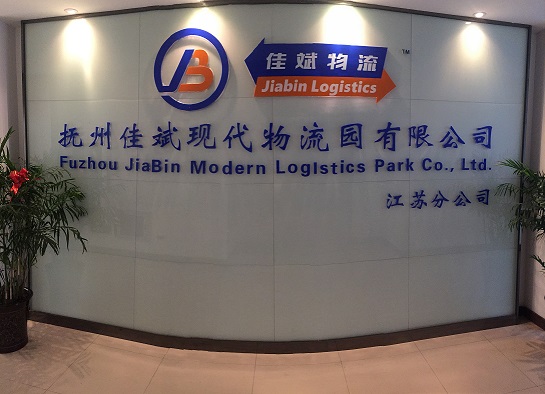 JB
佳斌物流
TM
Jiabin Logistics
抚州佳斌现代物流园有限公司
Fuzhou JiaBin Modern LogIstics Park Co., Ltd.
江苏分公司